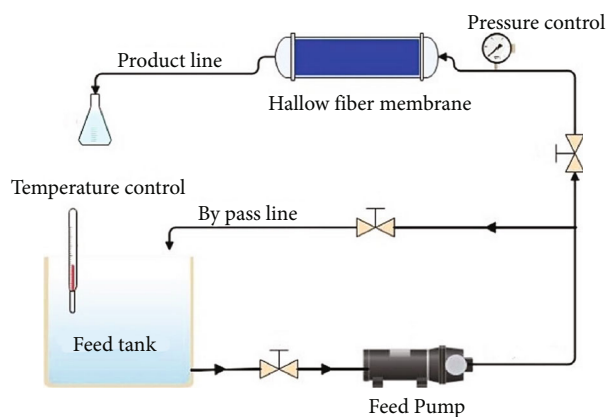 Pressure control
Product line
Hallow fiber membrane
Temperature control
By pass line
Feed tank
Feed Pump